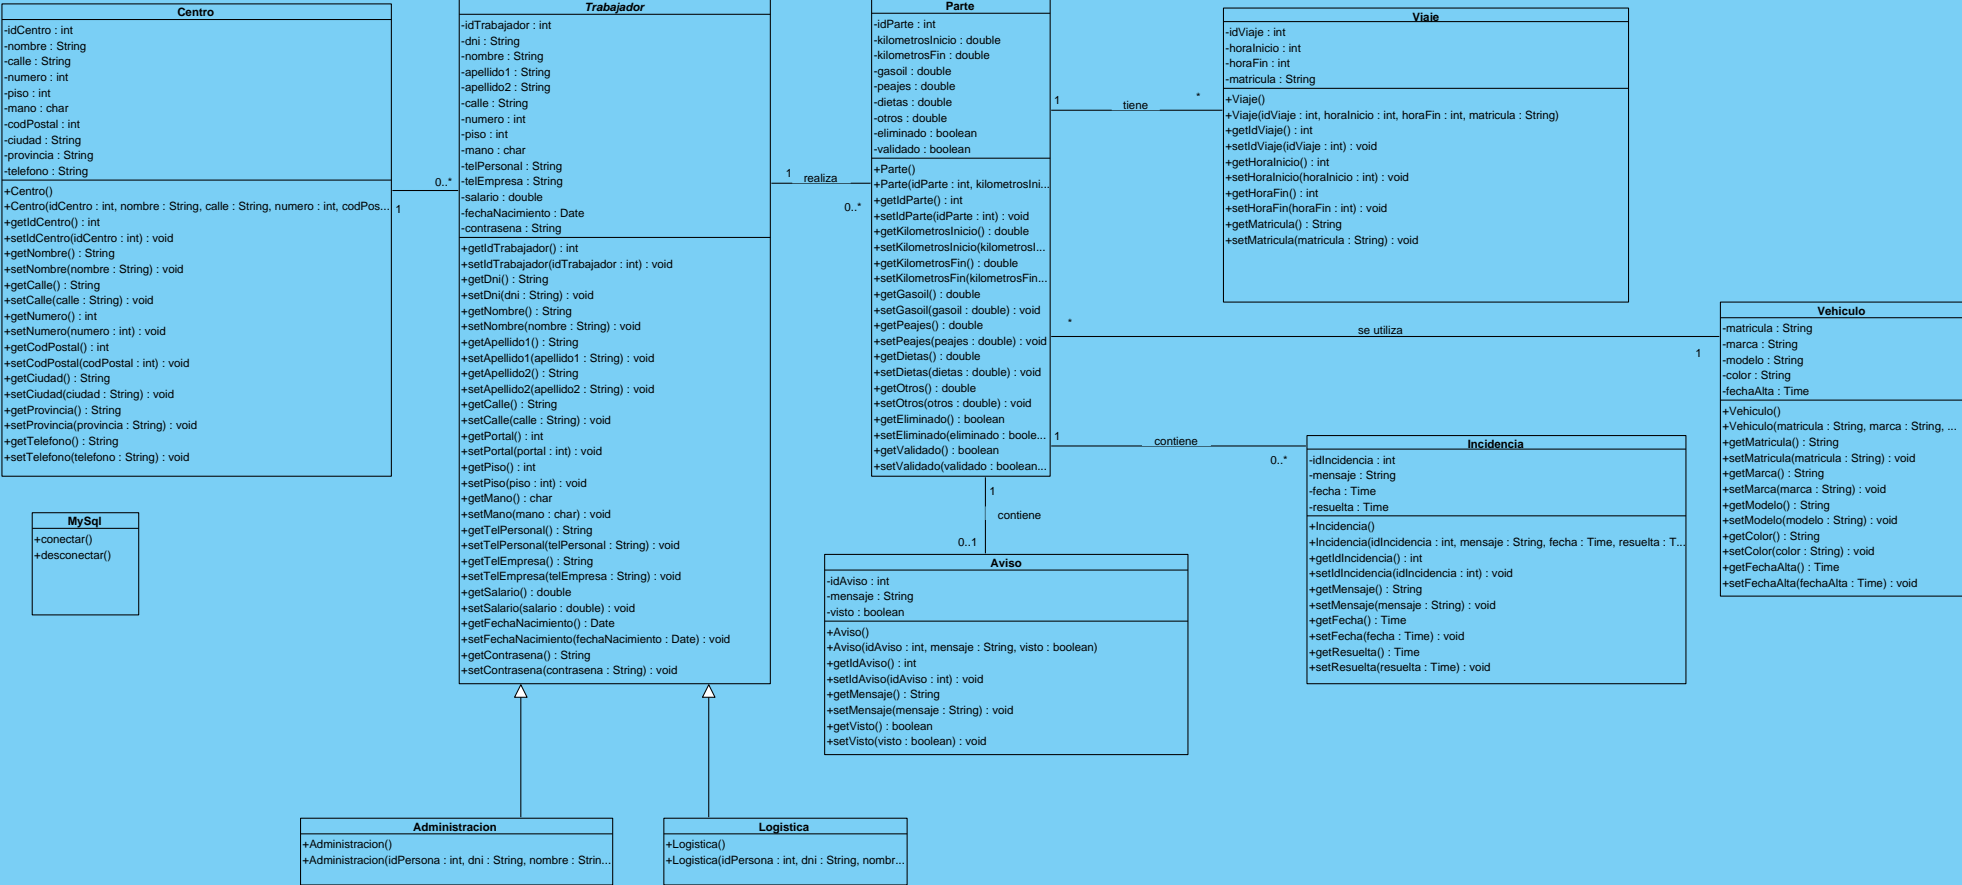 Centro
-idCentro : int
-nombre : String
-calle : String
-numero : int
-piso : int
-mano : char
-codPostal : int
-ciudad : String
-provincia : String
-telefono : String
+Centro()
+Centro(idCentro : int, nombre : String, calle : String, numero : int, codPos...
+getIdCentro() : int
+setIdCentro(idCentro : int) : void
+getNombre() : String
+setNombre(nombre : String) : void
+getCalle() : String
+setCalle(calle : String) : void
+getNumero() : int
+setNumero(numero : int) : void
+getCodPostal() : int
+setCodPostal(codPostal : int) : void
+getCiudad() : String
+setCiudad(ciudad : String) : void
+getProvincia() : String
+setProvincia(provincia : String) : void
+getTelefono() : String
+setTelefono(telefono : String) : void
0..*
1
Trabajador
-idTrabajador : int
-dni : String
-nombre : String
-apellido1 : String
-apellido2 : String
-calle : String
-numero : int
-piso : int
-mano : char
-telPersonal : String
-telEmpresa : String
-salario : double
-fechaNacimiento : Date
-contrasena : String
+getIdTrabajador() : int
+setIdTrabajador(idTrabajador : int) : void
+getDni() : String
+setDni(dni : String) : void
+getNombre() : String
+setNombre(nombre : String) : void
+getApellido1() : String
+setApellido1(apellido1 : String) : void
+getApellido2() : String
+setApellido2(apellido2 : String) : void
+getCalle() : String
+setCalle(calle : String) : void
+getPortal() : int
+setPortal(portal : int) : void
+getPiso() : int
+setPiso(piso : int) : void
+getMano() : char
+setMano(mano : char) : void
+getTelPersonal() : String
+setTelPersonal(telPersonal : String) : void
+getTelEmpresa() : String
+setTelEmpresa(telEmpresa : String) : void
+getSalario() : double
+setSalario(salario : double) : void
+getFechaNacimiento() : Date
+setFechaNacimiento(fechaNacimiento : Date) : void
+getContrasena() : String
+setContrasena(contrasena : String) : void
1 realiza
0..*
Parte
-idParte : int
-kilometrosInicio : double
-kilometrosFin : double
-gasoil : double
-peajes : double
-dietas : double
-otros : double
-eliminado : boolean
-validado : boolean
+Parte()
+Parte(idParte : int, kilometrosIni...
+getIdParte() : int
+setIdParte(idParte : int) : void
+getKilometrosInicio() : double
+setKilometrosInicio(kilometrosI...
+getKilometrosFin() : double
+setKilometrosFin(kilometrosFin...
+getGasoil() : double
+setGasoil(gasoil : double) : void
+getPeajes() : double
+setPeajes(peajes : double) : void
+getDietas() : double
+setDietas(dietas : double) : void
+getOtros() : double
+setOtros(otros : double) : void
+getEliminado() : boolean
+setEliminado(eliminado : boole...
+getValidado() : boolean
+setValidado(validado : boolean...
1 tiene *
Viaje
-idViaje : int
-horaInicio : int
-horaFin : int
-matricula : String
+Viaje()
+Viaje(idViaje : int, horaInicio : int, horaFin : int, matricula : String)
+getIdViaje() : int
+setIdViaje(idViaje : int) : void
+getHoraInicio() : int
+setHoraInicio(horaInicio : int) : void
+getHoraFin() : int
+setHoraFin(horaFin : int) : void
+getMatricula() : String
+setMatricula(matricula : String) : void
* se utiliza 1
Vehiculo
-matricula : String
-marca : String
-modelo : String
-color : String
-fechaAlta : Time
+Vehiculo()
+Vehiculo(matricula : String, marca : String, ...
+getMatricula() : String
+setMatricula(matricula : String) : void
+getMarca() : String
+setMarca(marca : String) : void
+getModelo() : String
+setModelo(modelo : String) : void
+getColor() : String
+setColor(color : String) : void
+getFechaAlta() : Time
+setFechaAlta(fechaAlta : Time) : void
1 contiene 0..*
Incidencia
-idIncidencia : int
-mensaje : String
-fecha : Time
-resuelta : Time
+Incidencia()
+Incidencia(idIncidencia : int, mensaje : String, fecha : Time, resuelta : T...
+getIdIncidencia() : int
+setIdIncidencia(idIncidencia : int) : void
+getMensaje() : String
+setMensaje(mensaje : String) : void
+getFecha() : Time
+setFecha(fecha : Time) : void
+getResuelta() : Time
+setResuelta(resuelta : Time) : void
1
contiene
0..1
Aviso
-idAviso : int
-mensaje : String
-visto : boolean
+Aviso()
+Aviso(idAviso : int, mensaje : String, visto : boolean)
+getIdAviso() : int
+setIdAviso(idAviso : int) : void
+getMensaje() : String
+setMensaje(mensaje : String) : void
+getVisto() : boolean
+setVisto(visto : boolean) : void
MySql
+conectar()
+desconectar()
Administracion
+Administracion()
+Administracion(idPersona : int, dni : String, nombre : Strin...
Logistica
+Logistica()
+Logistica(idPersona : int, dni : String, nombr...